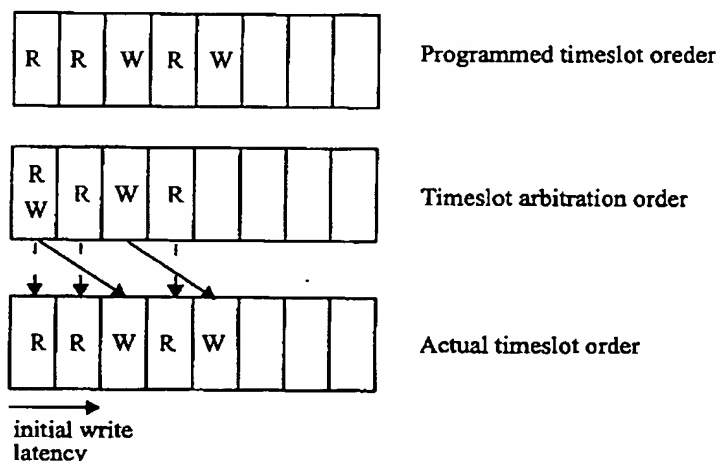 R R W R W
Programmed timeslot oreder
R
W R W R
Timeslot arbitration order
R R W R W
Actual timeslot order
initial write
latency